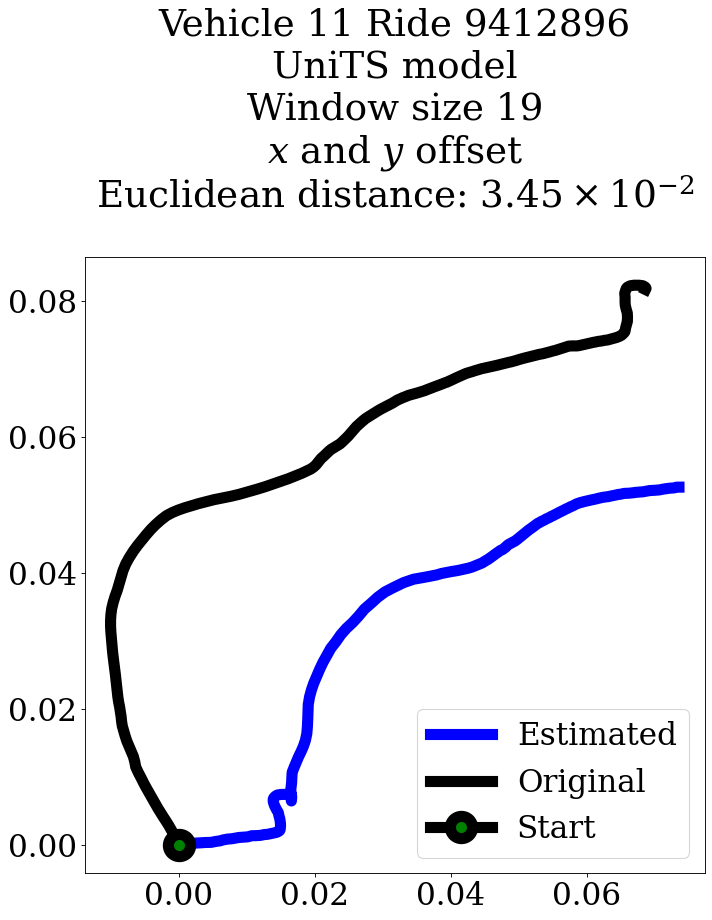 Vehicle 11 Ride 9412896
UniTS model
Window size 19
x and y offset
Euclidean distance: 3.45 × 10⁻²
0.08
0.06
0.04
0.02
0.00
Estimated
Original
Start
0.00 0.02 0.04 0.06